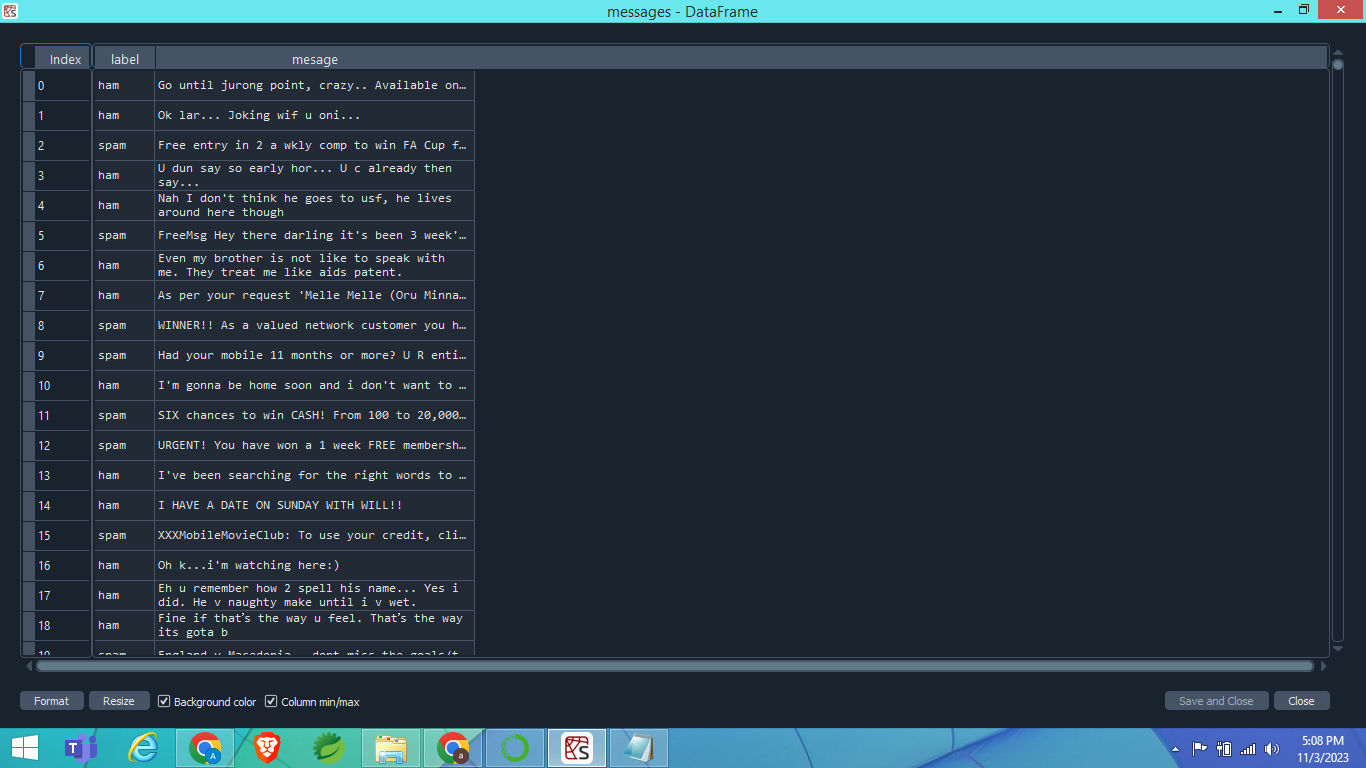 messages - DataFrame
Index label mesage
0 ham Go until jurong point, crazy.. Available on…
1 ham Ok lar... Joking wif u oni...
2 spam Free entry in 2 a wkly comp to win FA Cup f…
3 ham U dun say so early hor... U c already then
say...
4 ham Nah I don't think he goes to usf, he lives
around here though
5 spam FreeMsg Hey there darling it's been 3 week'…
6 ham Even my brother is not like to speak with
me. They treat me like aids patent.
7 ham As per your request 'Melle Melle (Oru Minna…
8 spam WINNER!! As a valued network customer you h…
9 spam Had your mobile 11 months or more? U R enti…
10 ham I'm gonna be home soon and i don't want to …
11 spam SIX chances to win CASH! From 100 to 20,000…
12 spam URGENT! You have won a 1 week FREE membersh…
13 ham I've been searching for the right words to …
14 ham I HAVE A DATE ON SUNDAY WITH WILL!!
15 spam XXXMobileMovieClub: To use your credit, cli…
16 ham Oh k...i'm watching here:)
17 ham Eh u remember how 2 spell his name... Yes i
did. He v naughty make until i v wet.
18 ham Fine if that’s the way u feel. That’s the way
its gota b
19 spam England v Macedonia - dont miss the goals/t…
Format Resize Background color Column min/max Save and Close Close
5:08 PM
11/3/2023